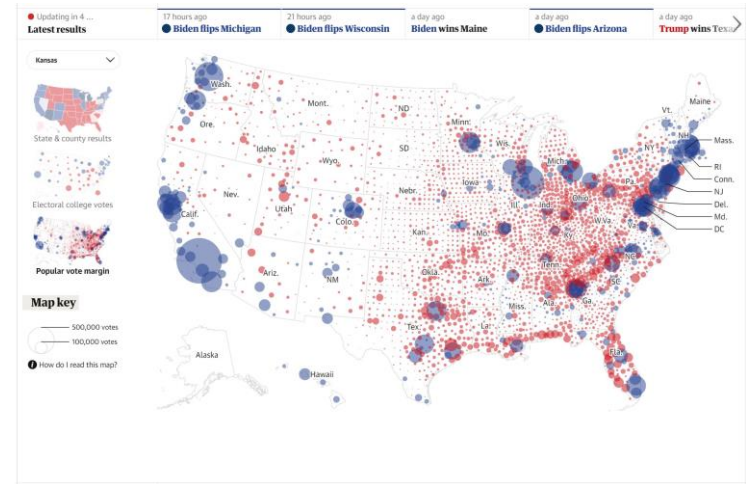 Updating in 4 ...
Latest results
17 hours ago
Biden flips Michigan
21 hours ago
Biden flips Wisconsin
a day ago
Biden wins Maine
a day ago
Biden flips Arizona
a day ago
Trump wins Texa
Kansas
State & county results
Electoral college votes
Popular vote margin
Map key
500,000 votes
100,000 votes
How do I read this map?
Wash.
Mont.
ND
Minn.
Vt.
Maine
Ore.
Idaho
Wyo.
SD
Wis.
Mich.
NY
NH
Mass.
RI
Conn.
NJ
Del.
Md.
DC
Nev.
Utah
Colo.
Nebr.
Iowa
Ill.
Ind.
Ohio
Pa.
W.Va.
Va.
Calif.
Kan.
Mo.
Ky.
Ariz.
NM
Okla.
Ark.
Tenn.
NC
SC
Tex.
La.
Miss.
Ala.
Ga.
Fla.
Alaska
Hawaii